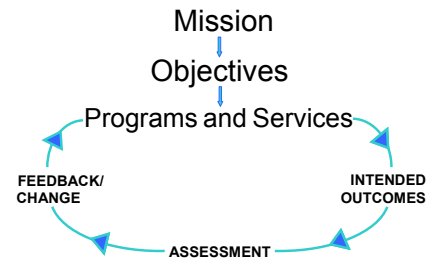 Mission
Objectives
Programs and Services
FEEDBACK/
CHANGE
INTENDED
OUTCOMES
ASSESSMENT